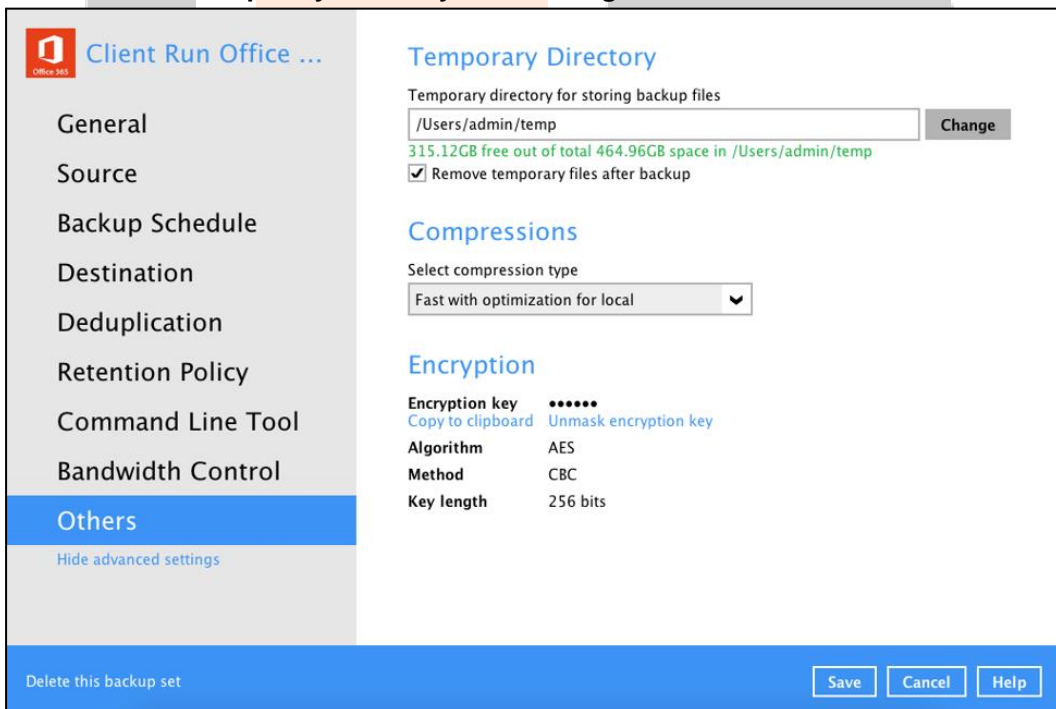 Office 365
Client Run Office ...
General
Source
Backup Schedule
Destination
Deduplication
Retention Policy
Command Line Tool
Bandwidth Control
Others
Hide advanced settings
Temporary Directory
Temporary directory for storing backup files
/Users/admin/temp
Change
315.12GB free out of total 464.96GB space in /Users/admin/temp
Remove temporary files after backup
Compressions
Select compression type
Fast with optimization for local
Encryption
Encryption key ••••••
Copy to clipboard Unmask encryption key
Algorithm AES
Method CBC
Key length 256 bits
Delete this backup set
Save Cancel Help